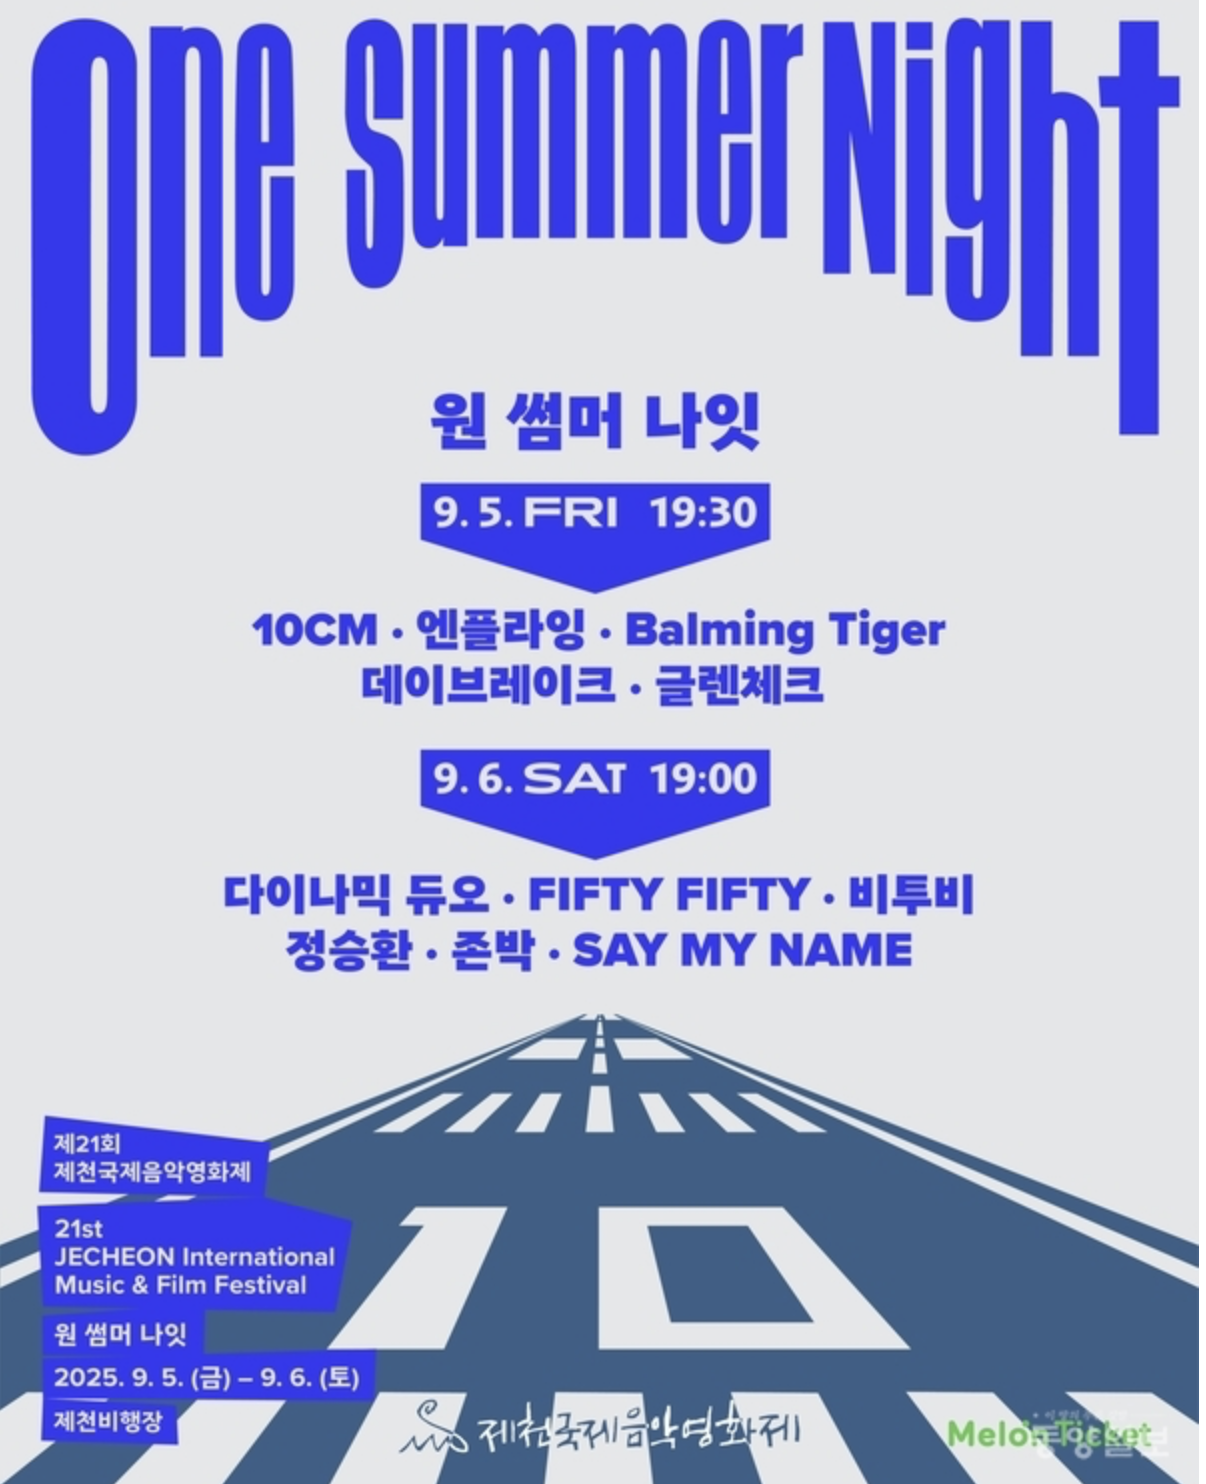 One Summer Night
원 썸머 나잇
9. 5. FRI 19:30
10CM · 엔플라잉 · Balming Tiger
데이브레이크 · 글렌체크
9. 6. SAT 19:00
다이나믹 듀오 · FIFTY FIFTY · 비투비
정승환 · 존박 · SAY MY NAME
제21회
제천국제음악영화제
21st
JECHEON International
Music & Film Festival
원 썸머 나잇
2025. 9. 5. (금) – 9. 6. (토)
제천비행장
10
제천국제음악영화제
Melon Ticket